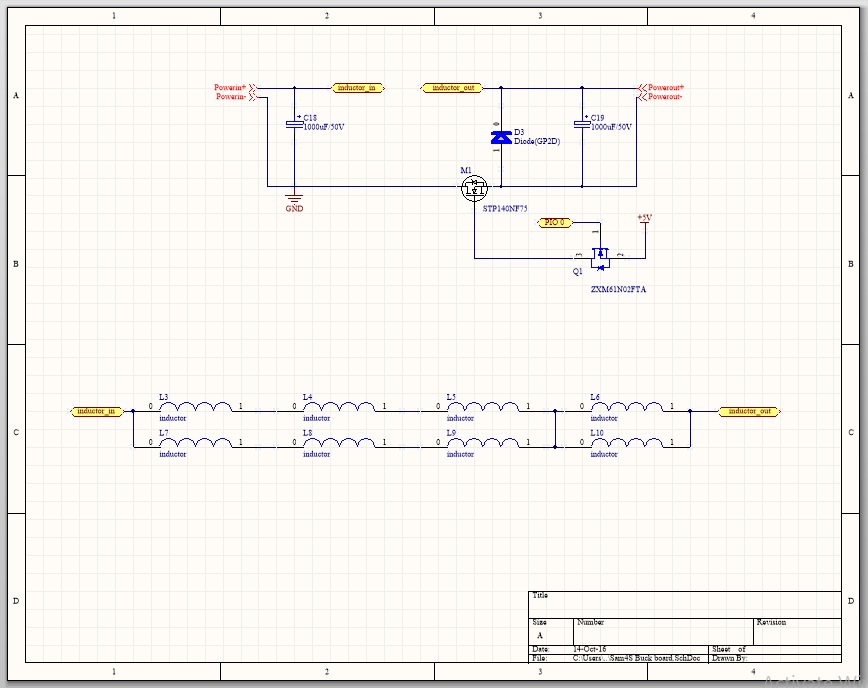 1 2 3 4
A A
Powerin+ inductor_in inductor_out Powerout+
Powerin- Powerout-
C18
1000uF/50V
0
D3
Diode(GP2D)
1
C19
1000uF/50V
M1
GND
STP140NF75
PIO 0
+5V
1
B B
3 2
Q1
ZXM61N02FTA
L3 L4 L5 L6
inductor_in 0 1 0 1 0 1 0 1 inductor_out
inductor inductor inductor inductor
C C
L7 L8 L9 L10
0 1 0 1 0 1 0 1
inductor inductor inductor inductor
D D
Title
Size Number Revision
A
Date: 14-Oct-16 Sheet of
File: C:\Users\...\Sam4S Buck board.SchDoc Drawn By:
1 2 3 4